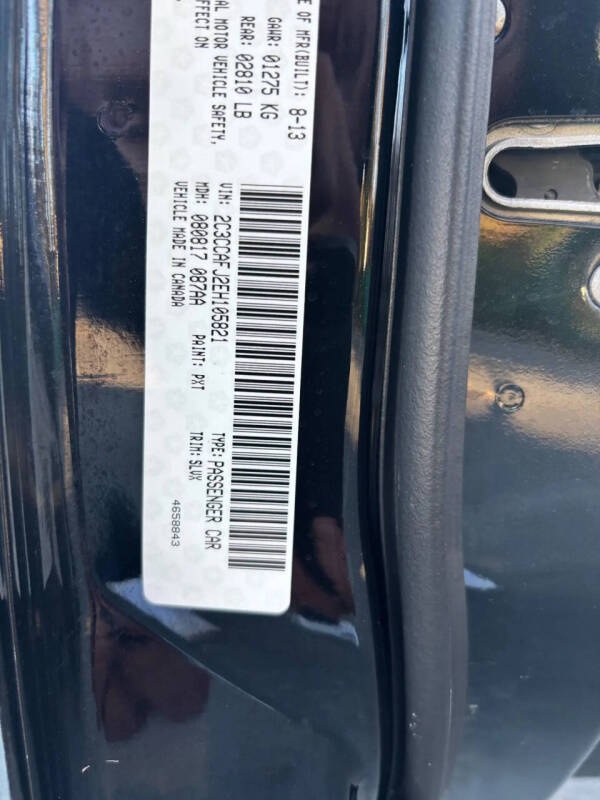 E OF MFR(BUILT): 8-13
GAWR: 01275 KG
REAR: 02810 LB
AL MOTOR VEHICLE SAFETY,
EFFECT ON
VIN: 2C3CCAFJ2EH105821
TYPE: PASSENGER CAR
MDH: 080817 087AA
PAINT: PXT
TRIM: SLVX
VEHICLE MADE IN CANADA
4658843